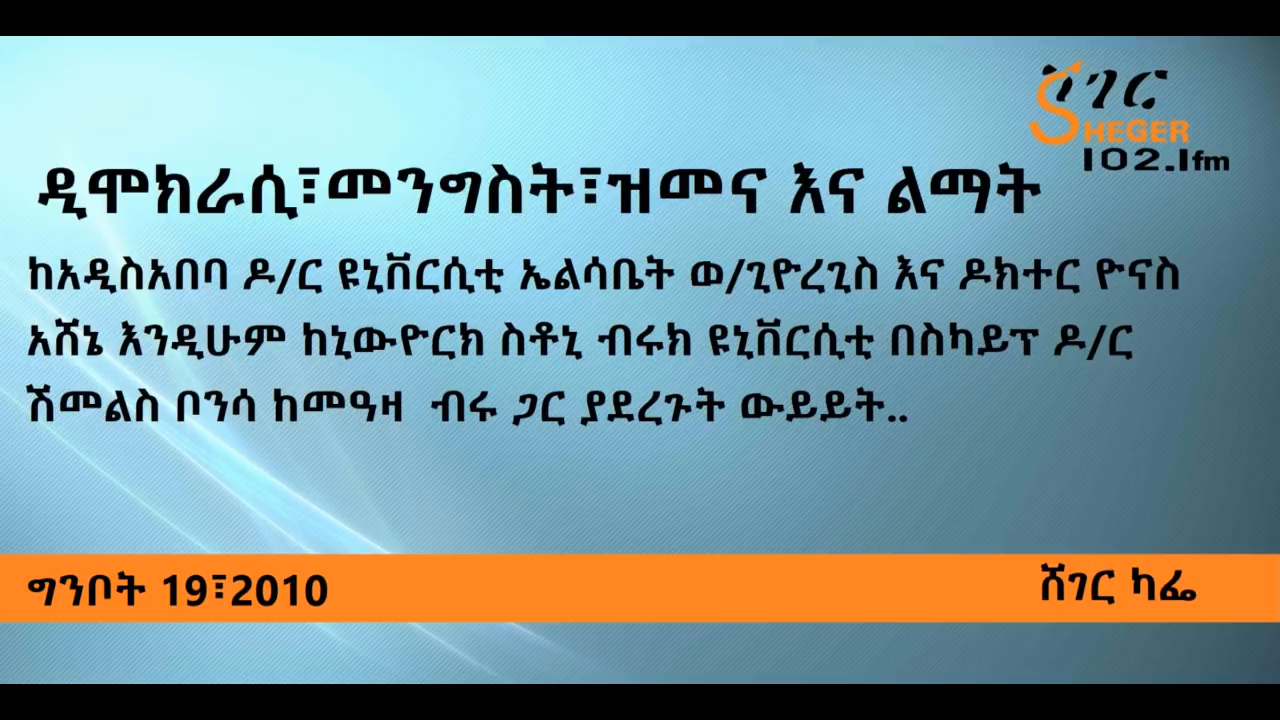 ሸገር
SHEGER
102.1fm
ዲሞክራሲ፣መንግስት፣ዝመና እና ልማት
ከአዲስአበባ ዶ/ር ዩኒቨርሲቲ ኤልሳቤት ወ/ጊዮረጊስ እና ዶክተር ዮናስ
አሸኔ እንዲሁም ከኒውዮርክ ስቶኒ ብሩክ ዩኒቨርሲቲ በስካይፕ ዶ/ር
ሽመልስ ቦንሳ ከመዓዛ ብሩ ጋር ያደረጉት ውይይት..
ግንቦት 19፣2010
ሸገር ካፌ